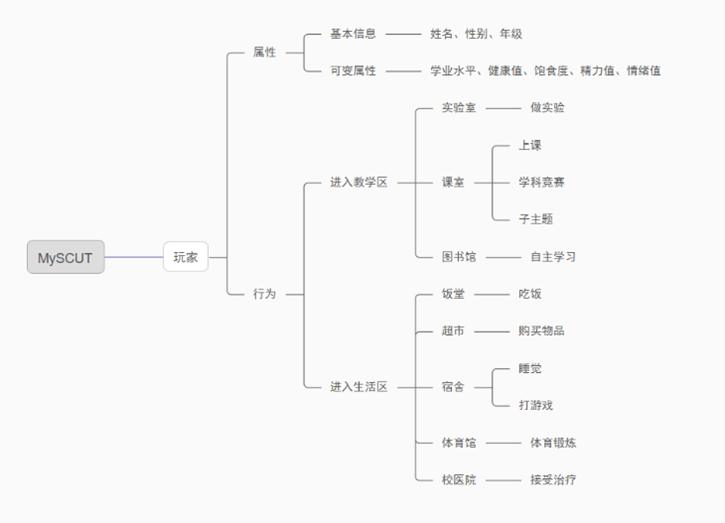 基本信息
姓名、性别、年级
属性
可变属性
学业水平、健康值、饱食度、精力值、情绪值
实验室
做实验
上课
进入教学区
课室
学科竞赛
子主题
MySCUT
玩家
图书馆
自主学习
行为
饭堂
吃饭
超市
购买物品
睡觉
进入生活区
宿舍
打游戏
体育馆
体育锻炼
校医院
接受治疗